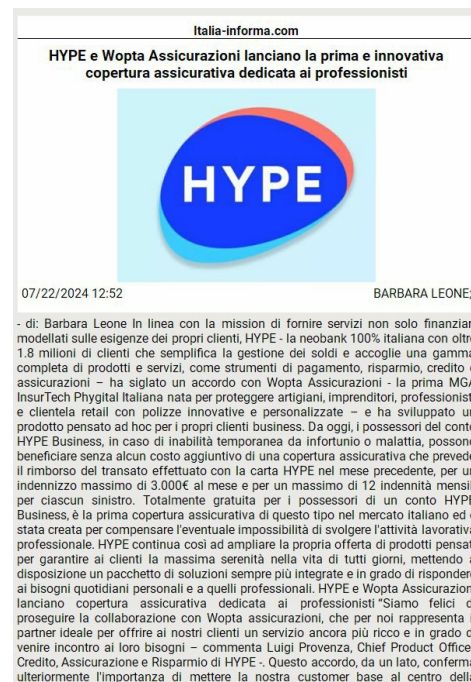 Italia-informa.com
HYPE e Wopta Assicurazioni lanciano la prima e innovativa
copertura assicurativa dedicata ai professionisti
HYPE
07/22/2024 12:52 BARBARA LEONE;
- di: Barbara Leone In linea con la mission di fornire servizi non solo finanziari
modellati sulle esigenze dei propri clienti, HYPE - la neobank 100% italiana con oltre
1.8 milioni di clienti che semplifica la gestione dei soldi e accoglie una gamma
completa di prodotti e servizi, come strumenti di pagamento, risparmio, credito e
assicurazioni – ha siglato un accordo con Wopta Assicurazioni - la prima MGA
InsurTech Phygital Italiana nata per proteggere artigiani, imprenditori, professionisti
e clientela retail con polizze innovative e personalizzate – e ha sviluppato un
prodotto pensato ad hoc per i propri clienti business. Da oggi, i possessori del conto
HYPE Business, in caso di inabilità temporanea da infortunio o malattia, possono
beneficiare senza alcun costo aggiuntivo di una copertura assicurativa che prevede
il rimborso del transato effettuato con la carta HYPE nel mese precedente, per un
indennizzo massimo di 3.000€ al mese e per un massimo di 12 indennità mensili
per ciascun sinistro. Totalmente gratuita per i possessori di un conto HYPE
Business, è la prima copertura assicurativa di questo tipo nel mercato italiano ed è
stata creata per compensare l'eventuale impossibilità di svolgere l'attività lavorativa
professionale. HYPE continua così ad ampliare la propria offerta di prodotti pensati
per garantire ai clienti la massima serenità nella vita di tutti giorni, mettendo a
disposizione un pacchetto di soluzioni sempre più integrate e in grado di rispondere
ai bisogni quotidiani personali e a quelli professionali. HYPE e Wopta Assicurazioni
lanciano copertura assicurativa dedicata ai professionisti “Siamo felici di
proseguire la collaborazione con Wopta assicurazioni, che per noi rappresenta il
partner ideale per offrire ai nostri clienti un servizio ancora più ricco e in grado di
venire incontro ai loro bisogni – commenta Luigi Provenza, Chief Product Officer
Credito, Assicurazione e Risparmio di HYPE -. Questo accordo, da un lato, conferma
ulteriormente l'importanza di mettere la nostra customer base al centro della